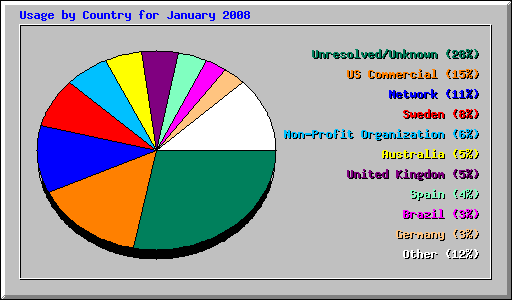 Usage by Country for January 2008
Unresolved/Unknown (28%)
US Commercial (15%)
Network (11%)
Sweden (8%)
Non-Profit Organization (6%)
Australia (5%)
United Kingdom (5%)
Spain (4%)
Brazil (3%)
Germany (3%)
Other (12%)